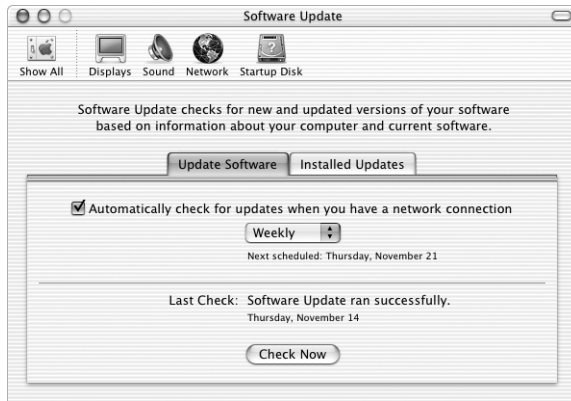 Software Update
Show All Displays Sound Network Startup Disk
Software Update checks for new and updated versions of your software
based on information about your computer and current software.
Update Software Installed Updates
Automatically check for updates when you have a network connection
Weekly
Next scheduled: Thursday, November 21
Last Check: Software Update ran successfully.
Thursday, November 14
Check Now